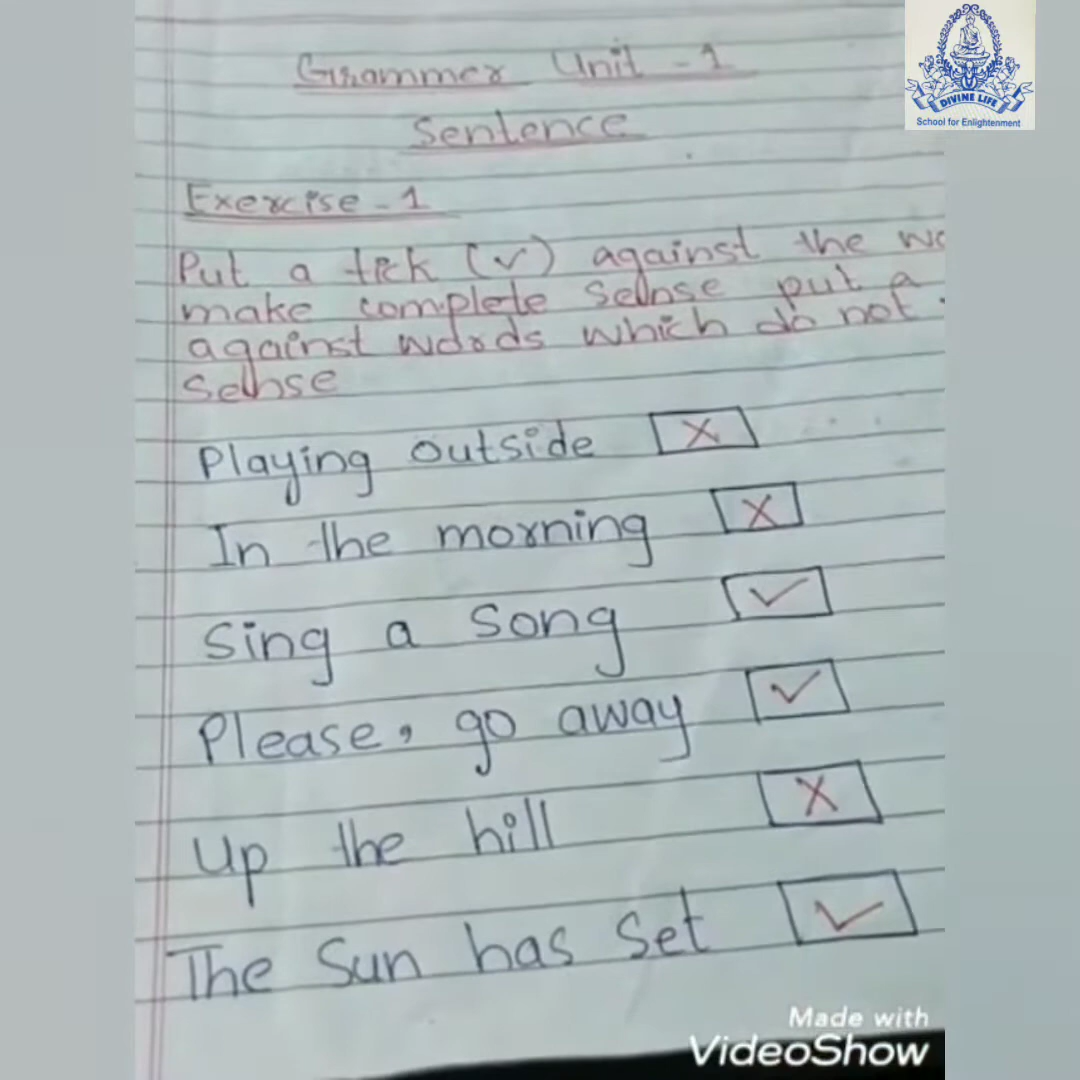 Grammer Unit - 1
Sentence
Exercise - 1
Put a tick (✓) against the
make complete Sense put a
against words which do not
Sense
Playing outside X
In the morning X
Sing a Song ✓
Please, go away ✓
Up the hill X
The Sun has Set ✓
DIVINE LIFE
School for Enlightenment
Made with
VideoShow